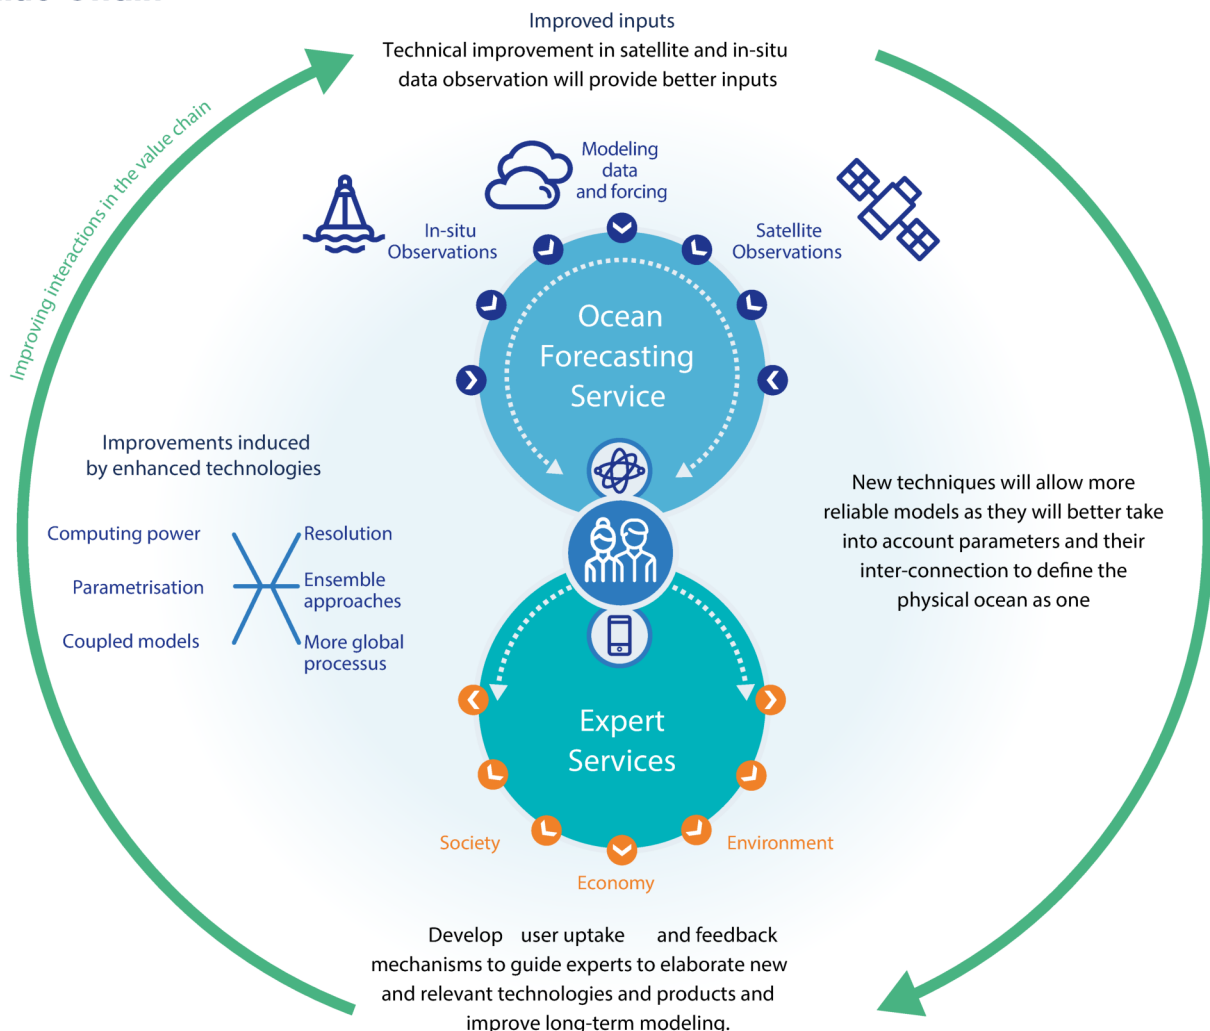 Improved inputs
Technical improvement in satellite and in-situ
data observation will provide better inputs
Improving interactions in the value chain
Modeling
data
and forcing
In-situ
Observations
Satellite
Observations
Ocean
Forecasting
Service
Improvements induced
by enhanced technologies
Computing power
Resolution
Parametrisation
Ensemble
approaches
Coupled models
More global
processus
New techniques will allow more
reliable models as they will better take
into account parameters and their
inter-connection to define the
physical ocean as one
Expert
Services
Society
Environment
Economy
Develop user uptake and feedback
mechanisms to guide experts to elaborate new
and relevant technologies and products and
improve long-term modeling.